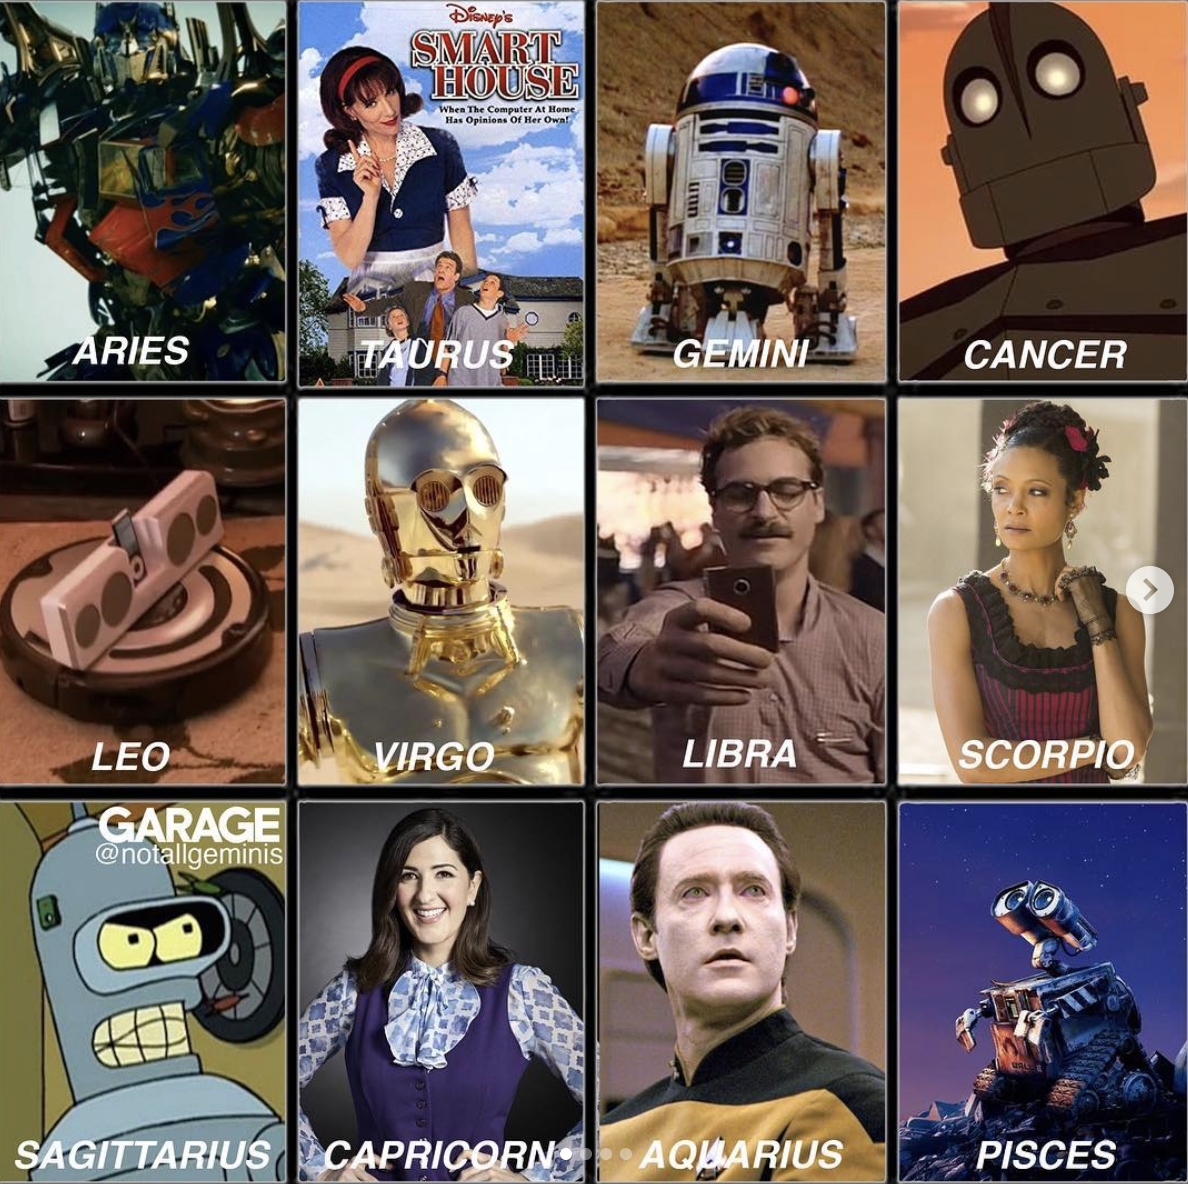 Disney's
SMART
HOUSE
When The Computer At Home
Has Opinions Of Her Own!
ARIES
TAURUS
GEMINI
CANCER
LEO
VIRGO
LIBRA
SCORPIO
GARAGE
@notallgeminis
SAGITTARIUS
CAPRICORN
AQUARIUS
WALL
PISCES